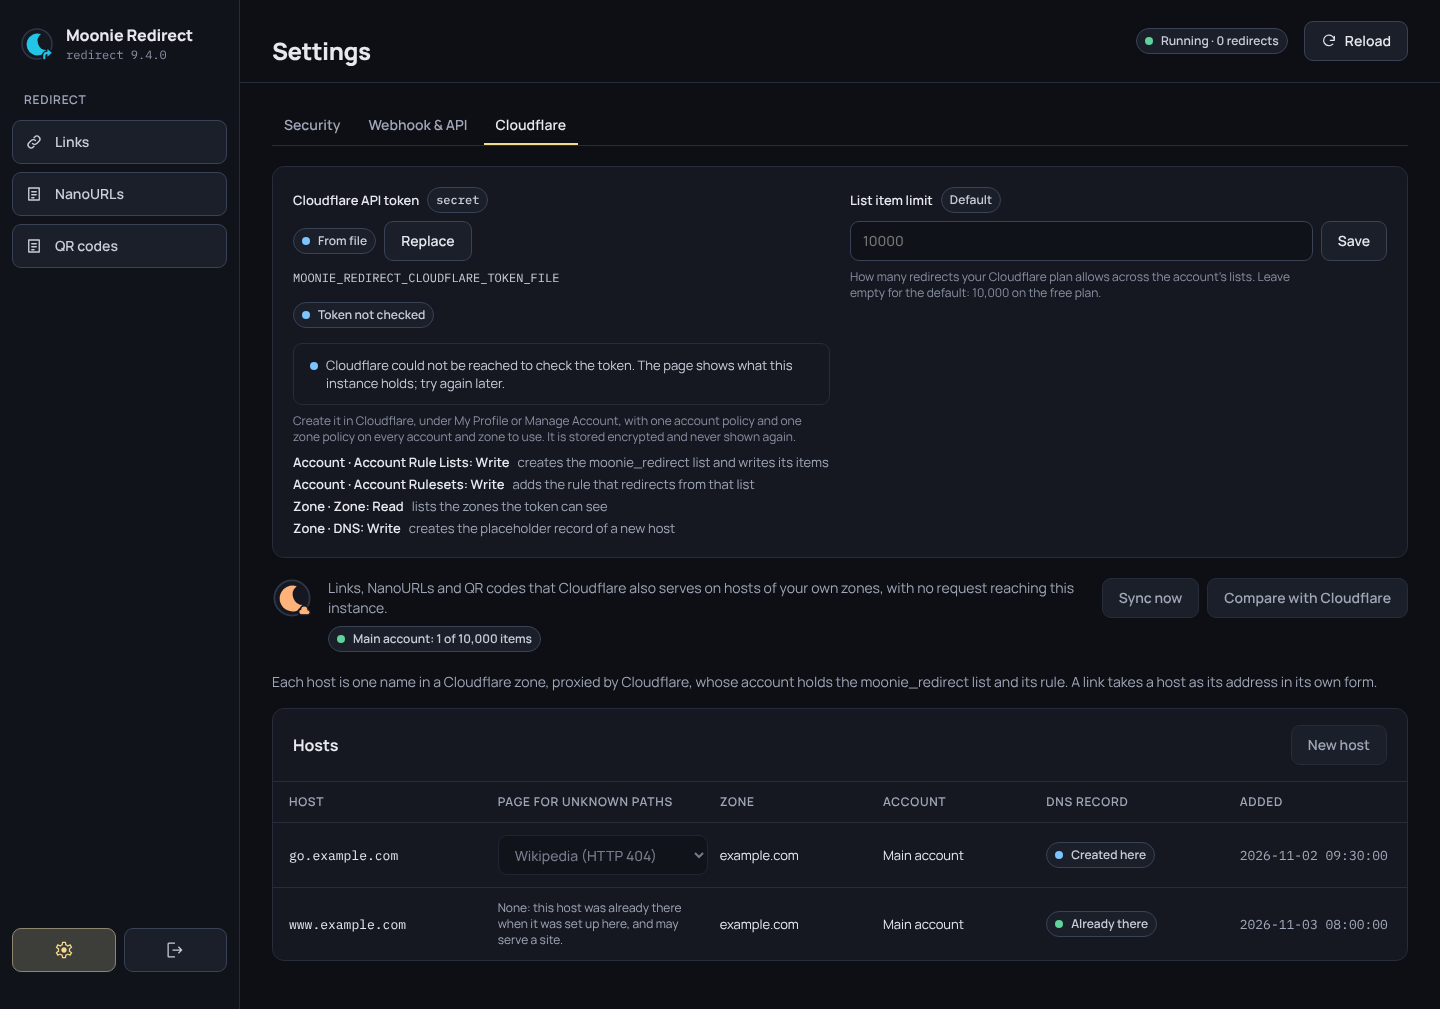 Moonie Redirect
redirect 9.4.0
REDIRECT
Links
NanoURLs
QR codes
Settings
Running · 0 redirects
Reload
Security
Webhook & API
Cloudflare
Cloudflare API token
secret
From file
Replace
MOONIE_REDIRECT_CLOUDFLARE_TOKEN_FILE
Token not checked
Cloudflare could not be reached to check the token. The page shows what this
instance holds; try again later.
Create it in Cloudflare, under My Profile or Manage Account, with one account policy and one
zone policy on every account and zone to use. It is stored encrypted and never shown again.
Account · Account Rule Lists: Write creates the moonie_redirect list and writes its items
Account · Account Rulesets: Write adds the rule that redirects from that list
Zone · Zone: Read lists the zones the token can see
Zone · DNS: Write creates the placeholder record of a new host
List item limit
Default
10000
Save
How many redirects your Cloudflare plan allows across the account's lists. Leave
empty for the default: 10,000 on the free plan.
Links, NanoURLs and QR codes that Cloudflare also serves on hosts of your own zones, with no request reaching this
instance.
Main account: 1 of 10,000 items
Sync now
Compare with Cloudflare
Each host is one name in a Cloudflare zone, proxied by Cloudflare, whose account holds the moonie_redirect list and its rule. A link takes a host as its address in its own form.
Hosts
New host
HOST PAGE FOR UNKNOWN PATHS ZONE ACCOUNT DNS RECORD ADDED
go.example.com Wikipedia (HTTP 404) example.com Main account Created here 2026-11-02 09:30:00
www.example.com
None: this host was already there
when it was set up here, and may
serve a site.
example.com Main account Already there 2026-11-03 08:00:00